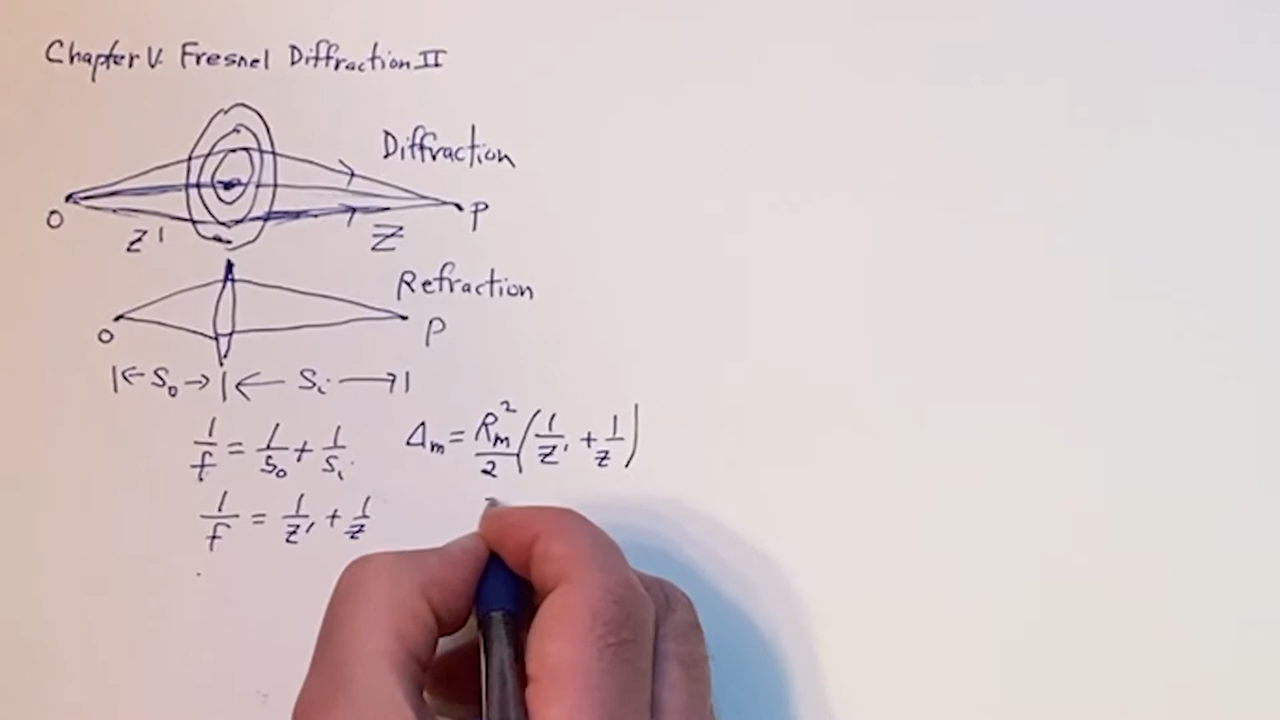 Chapter V. Fresnel Diffraction II
Diffraction
O
Z'
Z
P
Refraction
O
P
|← S₀ →|← Sᵢ →|
1/f = 1/S₀ + 1/Sᵢ
Δₘ = Rₘ²/2 (1/Z' + 1/Z)
1/f = 1/Z' + 1/Z